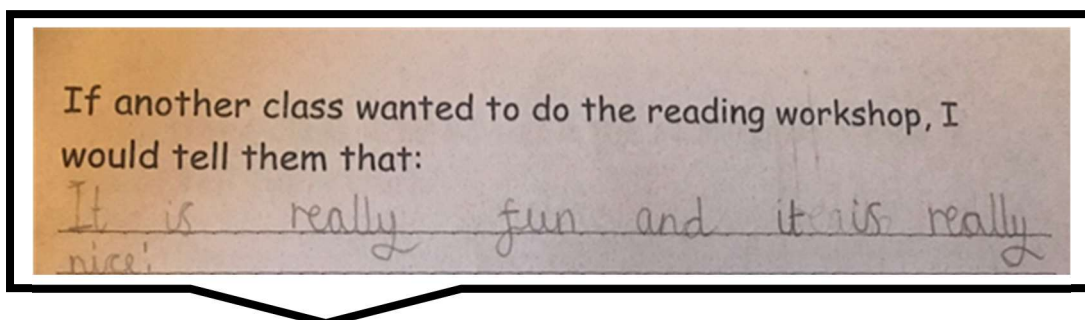 If another class wanted to do the reading workshop, I
would tell them that:
It is really fun and it is really
nice!